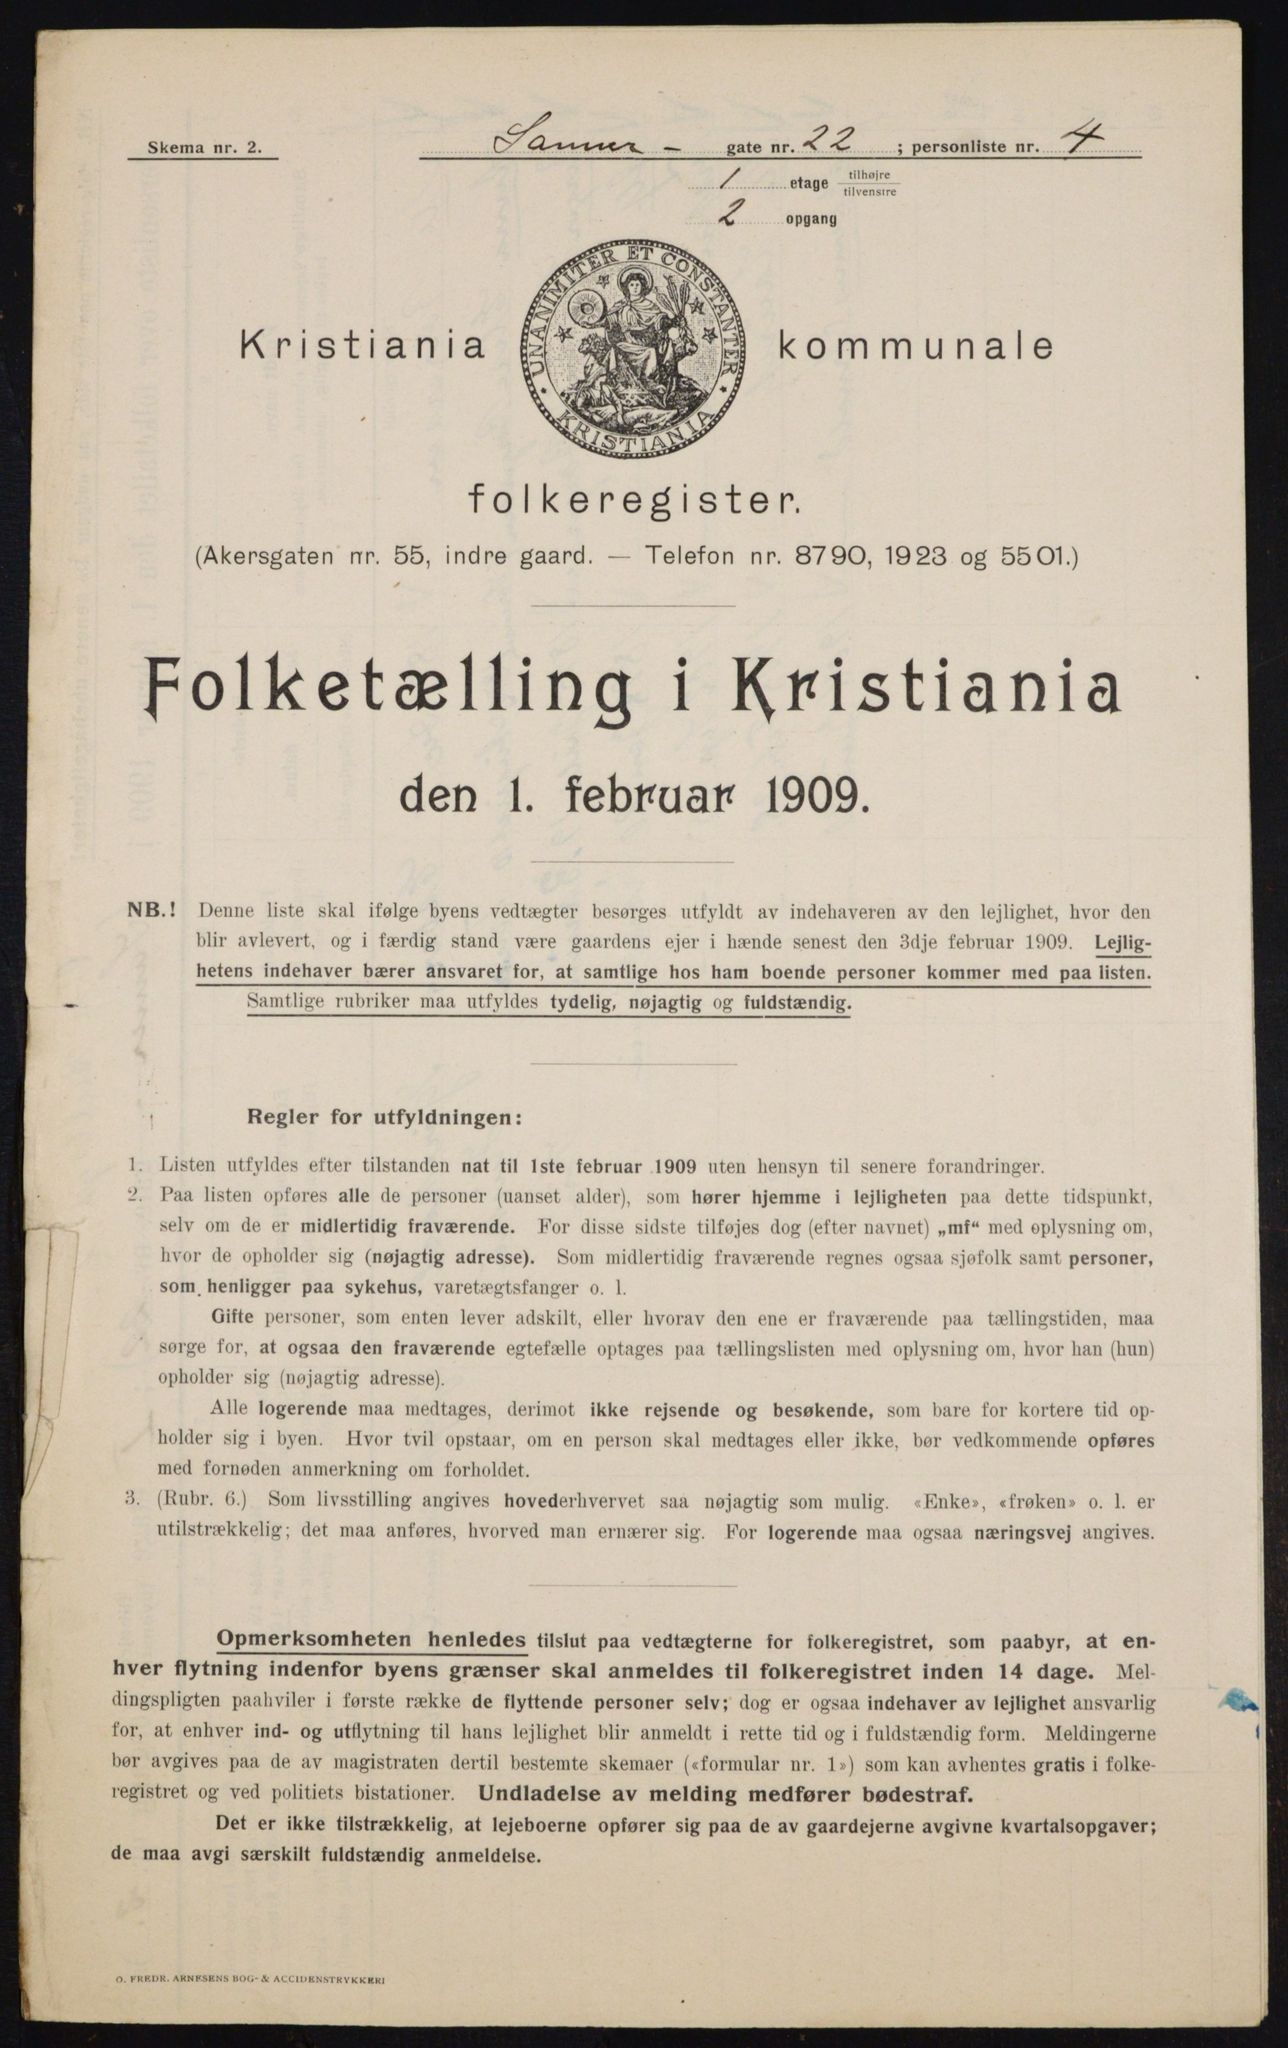 Skema nr. 2.
Sanner - gate nr. 22 ; personliste nr. 4
1 etage tilhøjre
tilvenstre
2 opgang
UNANIMITER ET CONSTANTER
KRISTIANIA
Kristiania kommunale
folkeregister.
(Akersgaten nr. 55, indre gaard. — Telefon nr. 8790, 1923 og 5501.)
Folketælling i Kristiania
den 1. februar 1909.
NB.! Denne liste skal ifølge byens vedtægter besørges utfyldt av indehaveren av den lejlighet, hvor den
blir avlevert, og i færdig stand være gaardens ejer i hænde senest den 3dje februar 1909. Lejlig-
hetens indehaver bærer ansvaret for, at samtlige hos ham boende personer kommer med paa listen.
Samtlige rubriker maa utfyldes tydelig, nøjagtig og fuldstændig.
Regler for utfyldningen:
1. Listen utfyldes efter tilstanden nat til 1ste februar 1909 uten hensyn til senere forandringer.
2. Paa listen opføres alle de personer (uanset alder), som hører hjemme i lejligheten paa dette tidspunkt,
selv om de er midlertidig fraværende. For disse sidste tilføjes dog (efter navnet) „mf“ med oplysning om,
hvor de opholder sig (nøjagtig adresse). Som midlertidig fraværende regnes ogsaa sjøfolk samt personer,
som henligger paa sykehus, varetægtsfanger o. l.
Gifte personer, som enten lever adskilt, eller hvorav den ene er fraværende paa tællingstiden, maa
sørge for, at ogsaa den fraværende egtefælle optages paa tællingslisten med oplysning om, hvor han (hun)
opholder sig (nøjagtig adresse).
Alle logerende maa medtages, derimot ikke rejsende og besøkende, som bare for kortere tid op-
holder sig i byen. Hvor tvil opstaar, om en person skal medtages eller ikke, bør vedkommende opføres
med fornøden anmerkning om forholdet.
3. (Rubr. 6.) Som livsstilling angives hovederhvervet saa nøjagtig som mulig. «Enke», «frøken» o. l. er
utilstrækkelig; det maa anføres, hvorved man ernærer sig. For logerende maa ogsaa næringsvej angives.
Opmerksomheten henledes tilslut paa vedtægterne for folkeregistret, som paabyr, at en-
hver flytning indenfor byens grænser skal anmeldes til folkeregistret inden 14 dage. Mel-
dingspligten paahviler i første række de flyttende personer selv; dog er ogsaa indehaver av lejlighet ansvarlig
for, at enhver ind- og utflytning til hans lejlighet blir anmeldt i rette tid og i fuldstændig form. Meldingerne
bør avgives paa de av magistraten dertil bestemte skemaer («formular nr. 1») som kan avhentes gratis i folke-
registret og ved politiets bistationer. Undladelse av melding medfører bødestraf.
Det er ikke tilstrækkelig, at lejeboerne opfører sig paa de av gaardejerne avgivne kvartalsopgaver;
de maa avgi særskilt fuldstændig anmeldelse.
O. FREDR. ARNESENS BOG- & ACCIDENSTRYKKERI